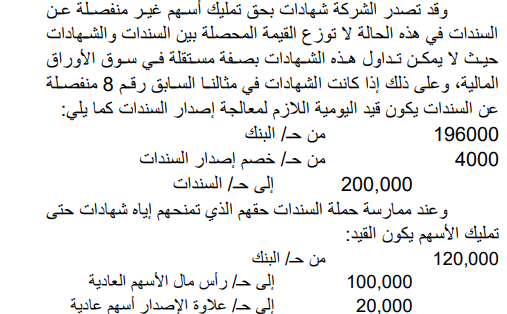 وقد تصدر الشركة شهادات بحق تمليك أسهم غير منفصلة عن
السندات في هذه الحالة لا توزع القيمة المحصلة بين السندات والشهادات
حيث لا يمكن تداول هذه الشهادات بصفة مستقلة في سوق الأوراق
المالية، وعلى ذلك إذا كانت الشهادات في مثالنا السابق رقم 8 منفصلة
عن السندات يكون قيد اليومية اللازم لمعالجة إصدار السندات كما يلي:
196000 من حـ/ البنك
4000 من حـ/ خصم إصدار السندات
200,000 إلى حـ/ السندات
وعند ممارسة حملة السندات حقهم الذي تمنحهم إياه شهادات حتى
تمليك الأسهم يكون القيد:
120,000 من حـ/ البنك
100,000 إلى حـ/ رأس مال الأسهم العادية
20,000 إلى حـ/ علاوة الإصدار أسهم عادية